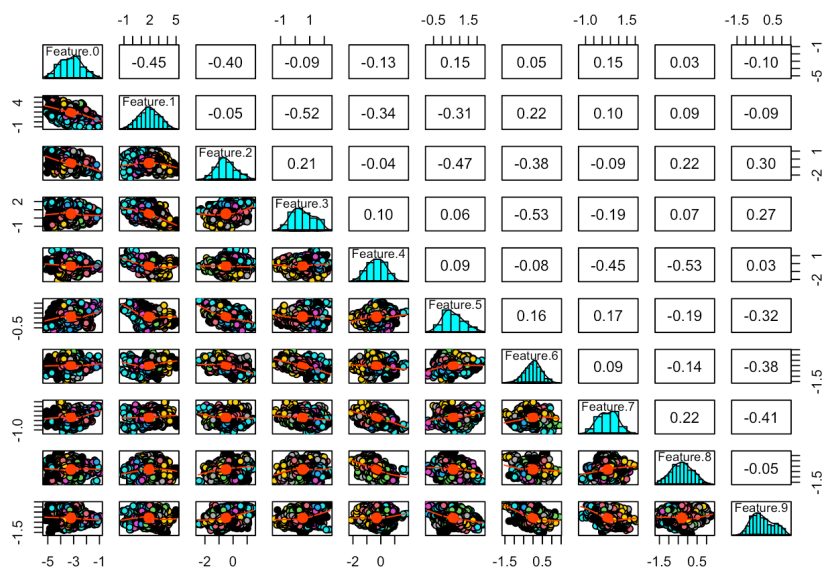 -1 2 5 -1 1 -0.5 1.5 -1.0 1.5 -1.5 0.5
Feature.0 -0.45 -0.40 -0.09 -0.13 0.15 0.05 0.15 0.03 -0.10 -5 -1
4 -1 Feature.1 -0.05 -0.52 -0.34 -0.31 0.22 0.10 0.09 -0.09
Feature.2 0.21 -0.04 -0.47 -0.38 -0.09 0.22 0.30 -2 1
2 -1 Feature.3 0.10 0.06 -0.53 -0.19 0.07 0.27
Feature.4 0.09 -0.08 -0.45 -0.53 0.03 -2 1
-0.5 Feature.5 0.16 0.17 -0.19 -0.32
Feature.6 0.09 -0.14 -0.38 -1.5
-1.0 Feature.7 0.22 -0.41
Feature.8 -0.05 -1.5
-1.5 Feature.9
-5 -3 -1 -2 0 -2 0 -1.5 0.5 -1.5 0.5